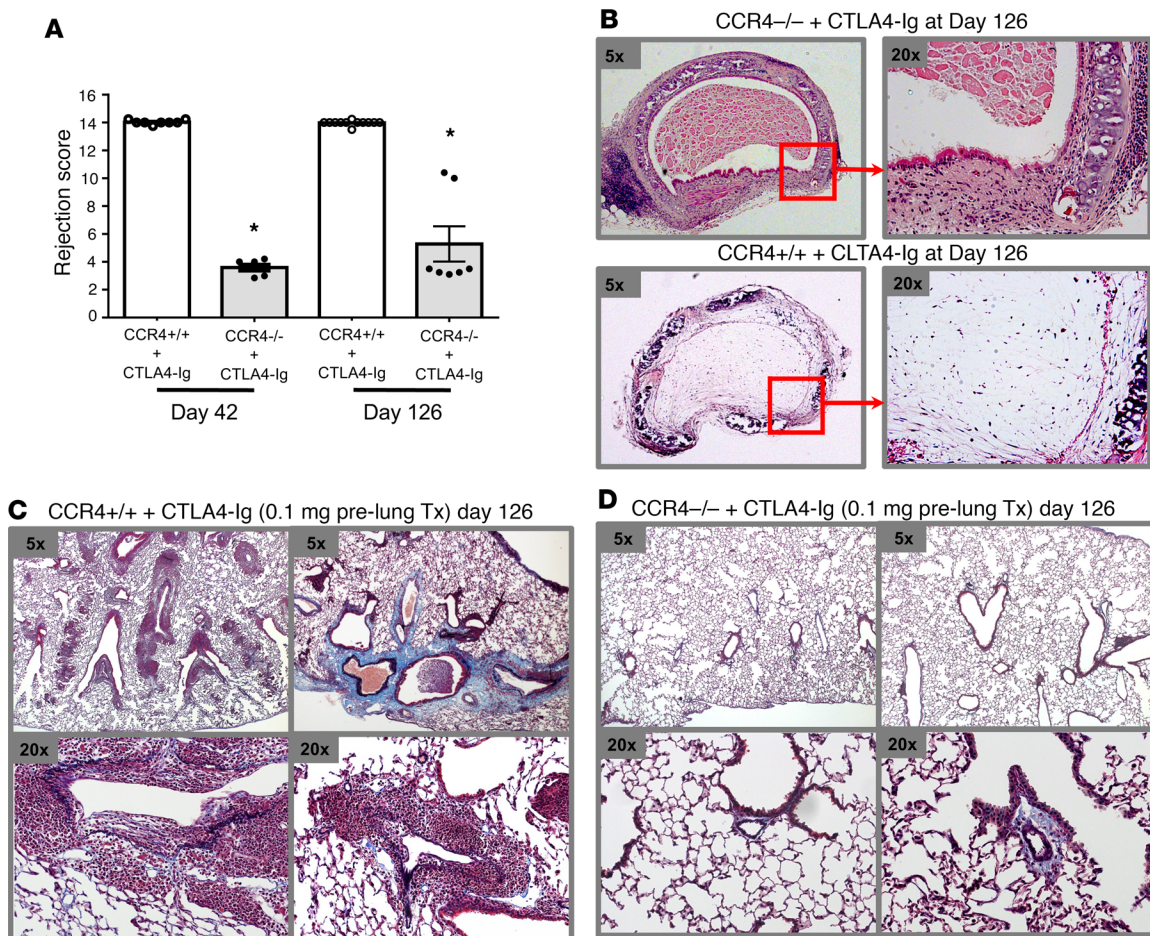 A
16
14
12
10
8
6
4
2
0
Rejection score
*
*
CCR4+/+
+
CTLA4-Ig
CCR4-/-
+
CTLA4-Ig
CCR4+/+
+
CTLA4-Ig
CCR4-/-
+
CTLA4-Ig
Day 42
Day 126
B
CCR4–/– + CTLA4-Ig at Day 126
5x
20x
CCR4+/+ + CLTA4-Ig at Day 126
5x
20x
C
CCR4+/+ + CTLA4-Ig (0.1 mg pre-lung Tx) day 126
5x
5x
20x
20x
D
CCR4–/– + CTLA4-Ig (0.1 mg pre-lung Tx) day 126
5x
5x
20x
20x